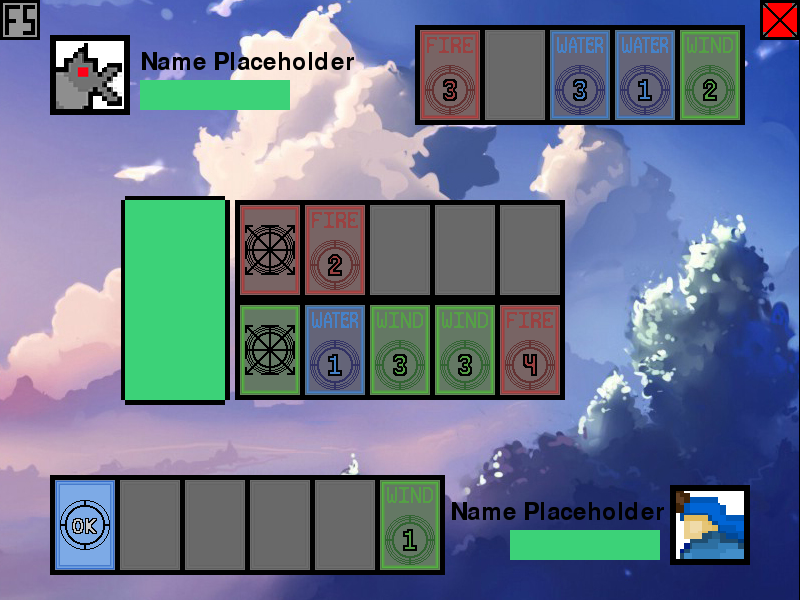 FS
Name Placeholder
FIRE WATER WATER WIND
3 3 1 2
FIRE
2
WATER WIND WIND FIRE
1 3 3 4
WIND
OK 1
Name Placeholder